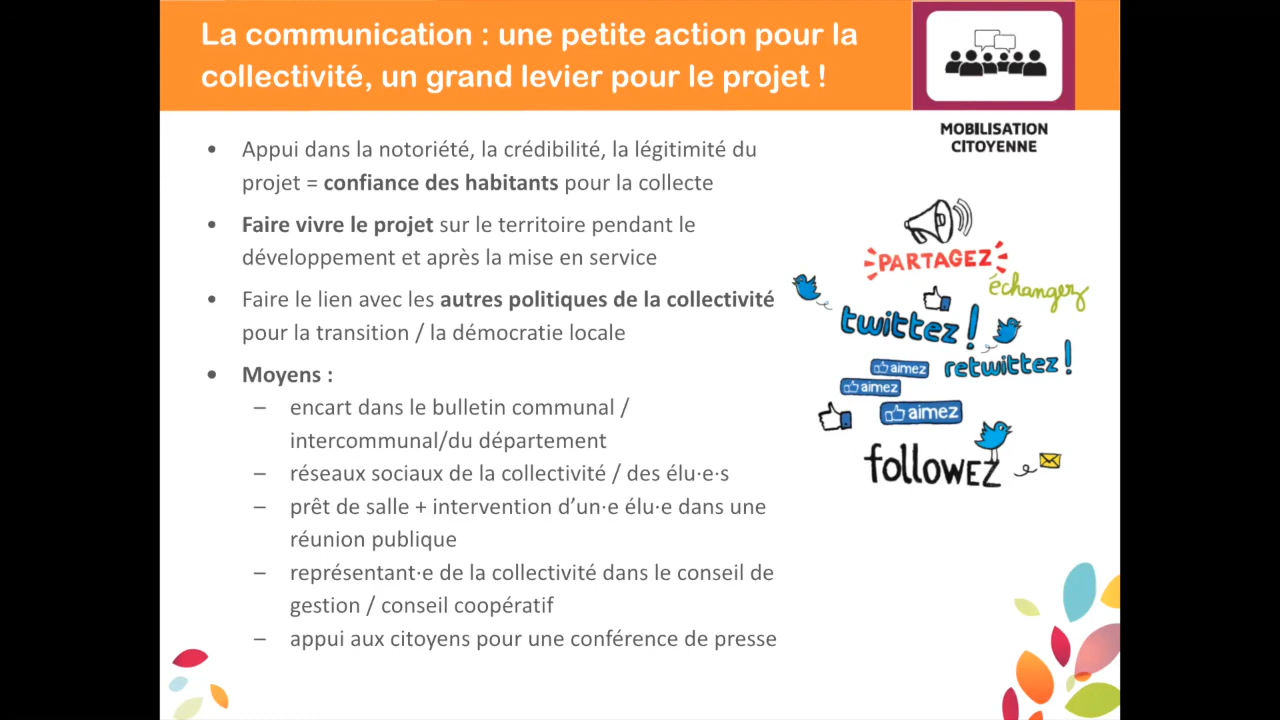 La communication : une petite action pour la
collectivité, un grand levier pour le projet !
MOBILISATION
CITOYENNE
• Appui dans la notoriété, la crédibilité, la légitimité du
projet = confiance des habitants pour la collecte
• Faire vivre le projet sur le territoire pendant le
développement et après la mise en service
• Faire le lien avec les autres politiques de la collectivité
pour la transition / la démocratie locale
• Moyens :
– encart dans le bulletin communal /
intercommunal/du département
– réseaux sociaux de la collectivité / des élu·e·s
– prêt de salle + intervention d’un·e élu·e dans une
réunion publique
– représentant·e de la collectivité dans le conseil de
gestion / conseil coopératif
– appui aux citoyens pour une conférence de presse
PARTAGEZ
échangez
twittez !
retwittez !
aimez
aimez
aimez
followez